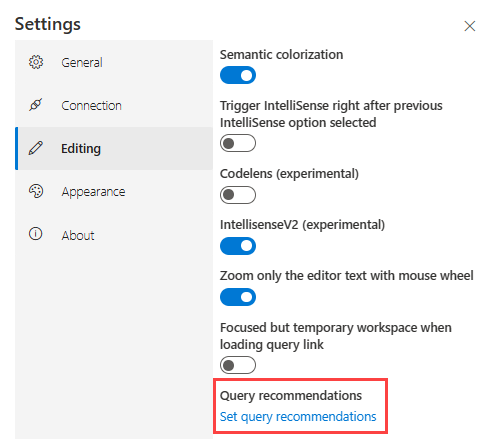 Settings
General
Connection
Editing
Appearance
About
Semantic colorization
Trigger IntelliSense right after previous
IntelliSense option selected
Codelens (experimental)
IntellisenseV2 (experimental)
Zoom only the editor text with mouse wheel
Focused but temporary workspace when
loading query link
Query recommendations
Set query recommendations